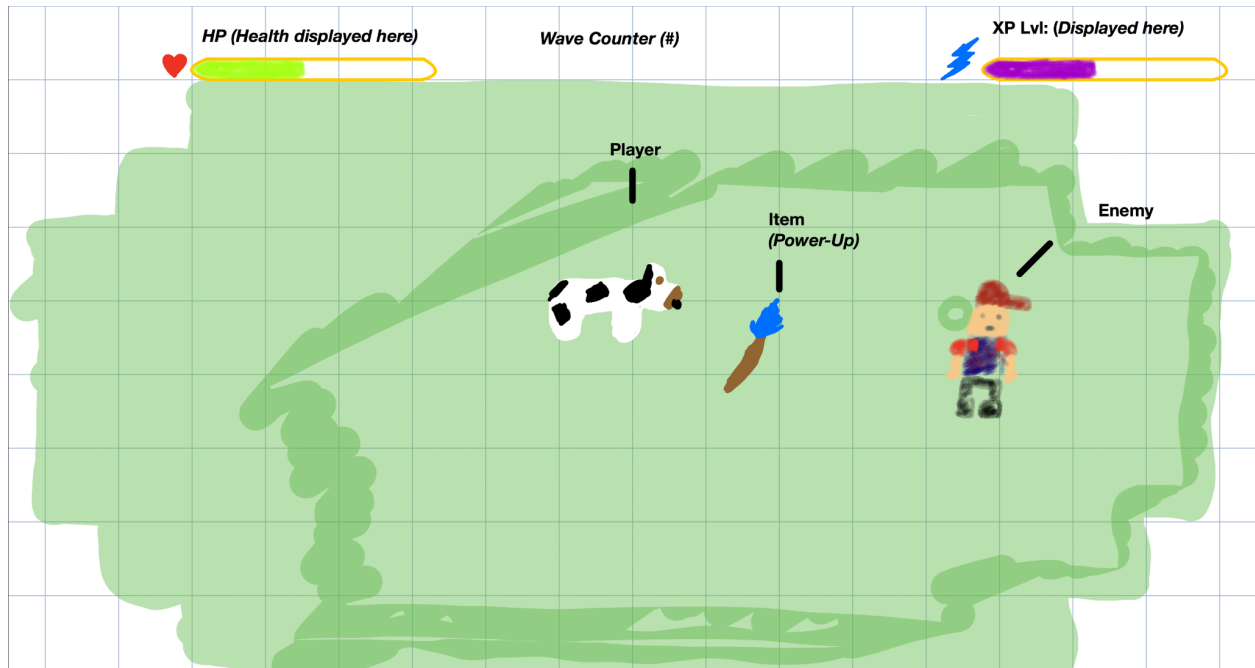 HP (Health displayed here)
Wave Counter (#)
XP Lvl: (Displayed here)
Player
Item
(Power-Up)
Enemy